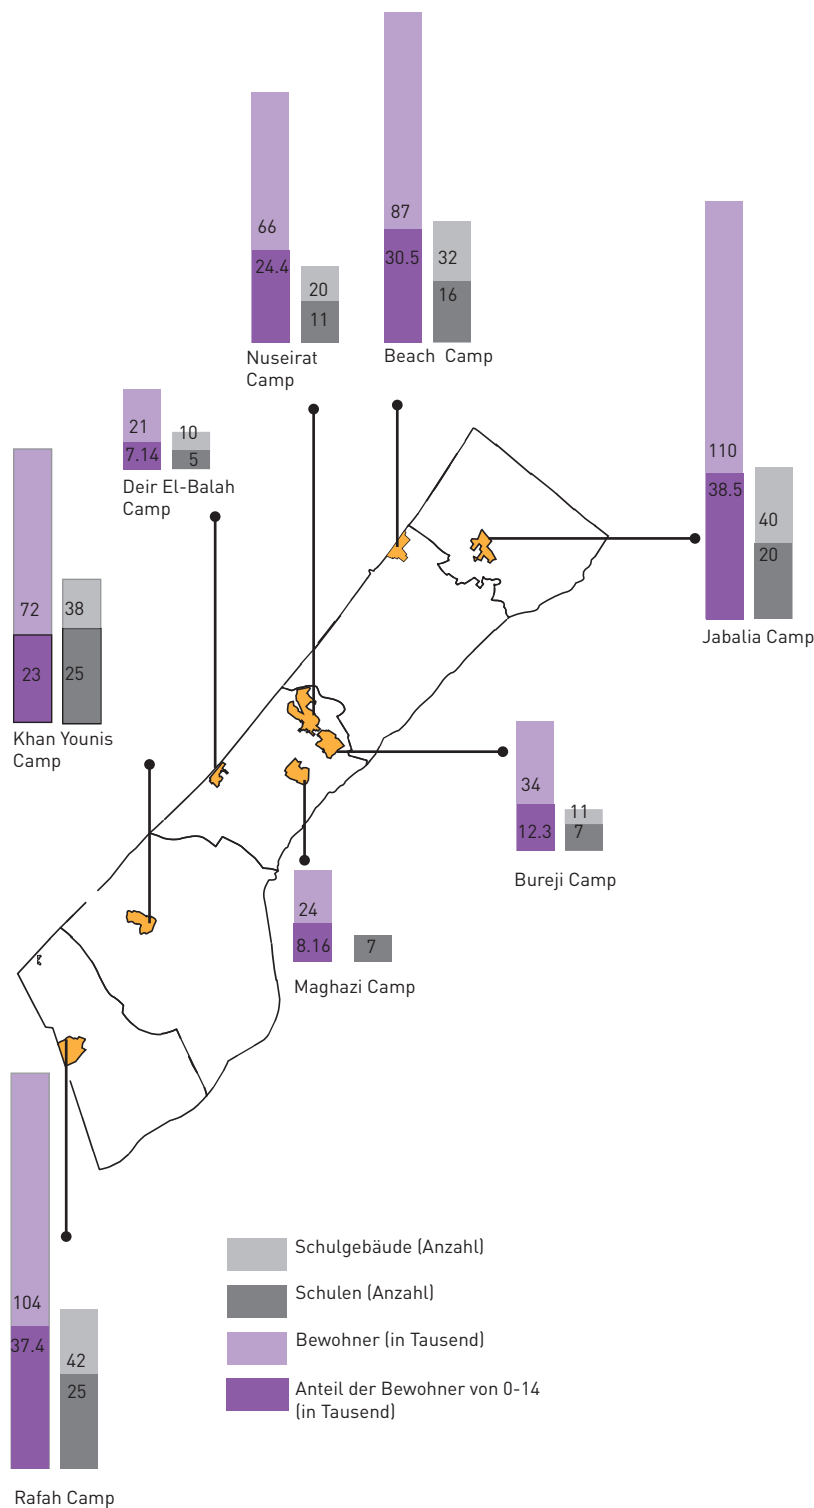 87
30.5
32
16
Beach Camp
66
24.4
20
11
Nuseirat
Camp
110
38.5
40
20
Jabalia Camp
21
7.14
10
5
Deir El-Balah
Camp
72
23
38
25
Khan Younis
Camp
34
12.3
11
7
Bureji Camp
24
8.16
7
Maghazi Camp
104
37.4
42
25
Rafah Camp
Schulgebäude (Anzahl)
Schulen (Anzahl)
Bewohner (in Tausend)
Anteil der Bewohner von 0-14
(in Tausend)